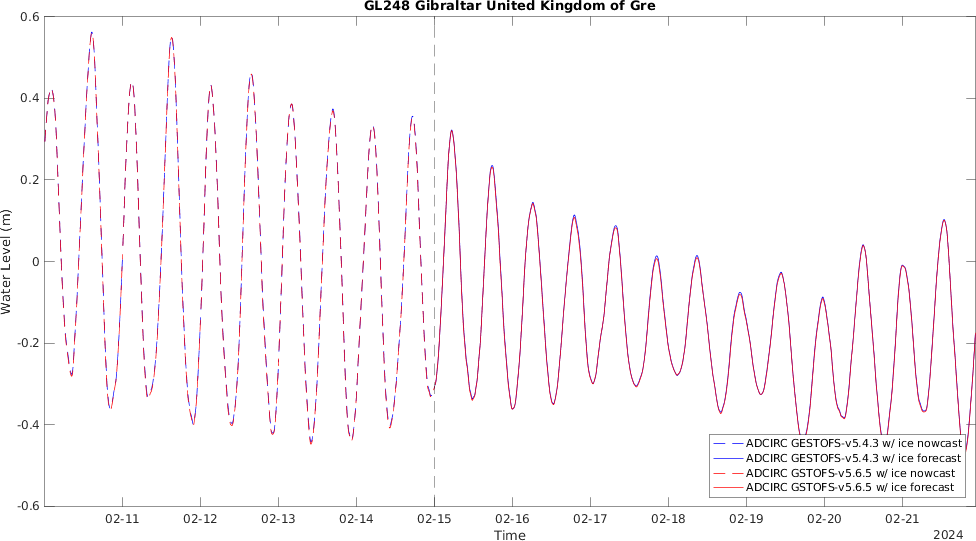 GL248 Gibraltar United Kingdom of Gre
0.6
0.4
0.2
0
-0.2
-0.4
-0.6
Water Level (m)
ADCIRC GESTOFS-v5.4.3 w/ ice nowcast
ADCIRC GESTOFS-v5.4.3 w/ ice forecast
ADCIRC GSTOFS-v5.6.5 w/ ice nowcast
ADCIRC GSTOFS-v5.6.5 w/ ice forecast
02-11 02-12 02-13 02-14 02-15 02-16 02-17 02-18 02-19 02-20 02-21
Time
2024